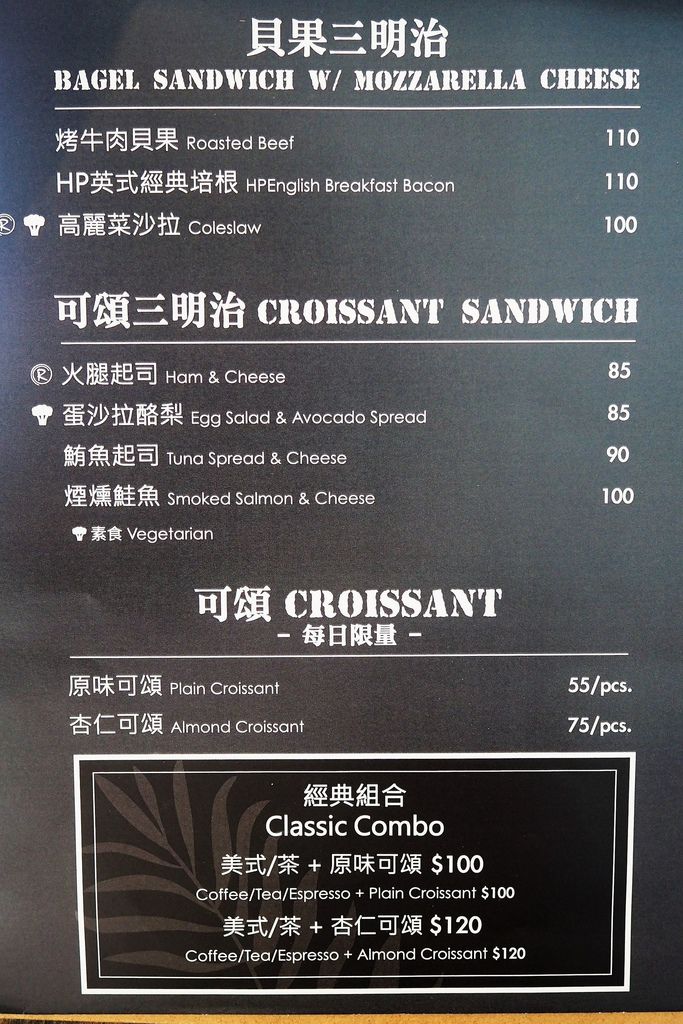 貝果三明治
BAGEL SANDWICH W/ MOZZARELLA CHEESE
烤牛肉貝果 Roasted Beef 110
HP英式經典培根 HPEnglish Breakfast Bacon 110
Ⓡ 高麗菜沙拉 Coleslaw 100
可頌三明治 CROISSANT SANDWICH
Ⓡ 火腿起司 Ham & Cheese 85
蛋沙拉酪梨 Egg Salad & Avocado Spread 85
鮪魚起司 Tuna Spread & Cheese 90
煙燻鮭魚 Smoked Salmon & Cheese 100
素食 Vegetarian
可頌 CROISSANT
- 每日限量 -
原味可頌 Plain Croissant 55/pcs.
杏仁可頌 Almond Croissant 75/pcs.
經典組合
Classic Combo
美式/茶 + 原味可頌 $100
Coffee/Tea/Espresso + Plain Croissant $100
美式/茶 + 杏仁可頌 $120
Coffee/Tea/Espresso + Almond Croissant $120